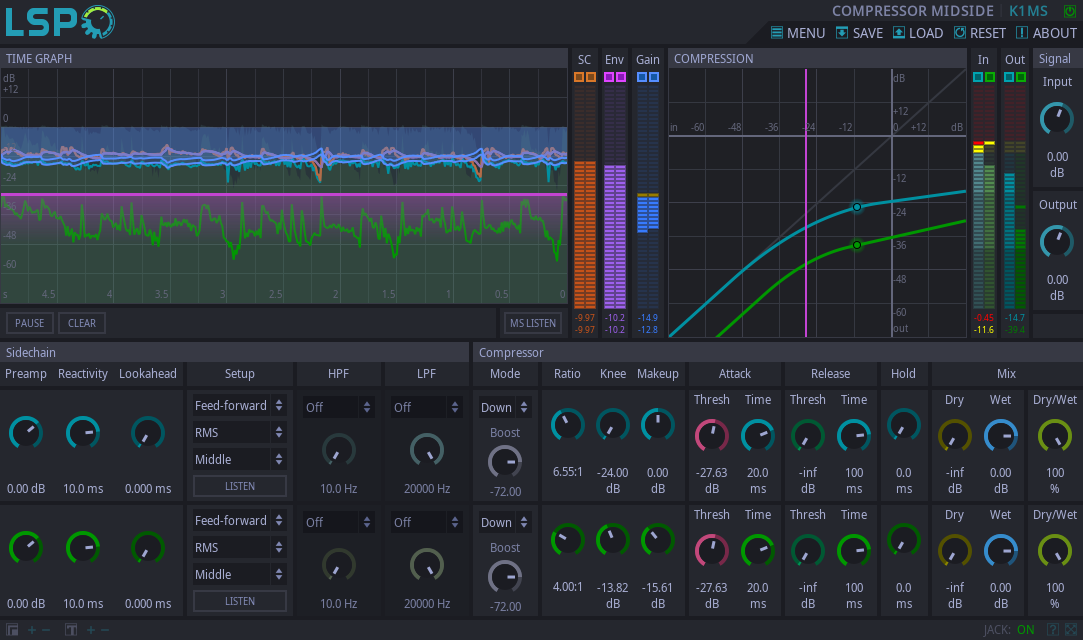 LSP
COMPRESSOR MIDSIDE K1MS
MENU SAVE LOAD RESET ABOUT
TIME GRAPH
SC Env Gain
COMPRESSION
In Out Signal
dB
+12
0
-24
-48
-60
s 4.5 4 3.5 3 2.5 2 1.5 1 0.5 0
PAUSE CLEAR MS LISTEN
-9.97 -10.2 -14.9
-9.97 -10.2 -12.8
dB
+12
in -60 -48 -36 -24 -12 0 +12 dB
-12
-24
-36
-48
-60
out
-0.45 -14.7
-11.6 -39.4
Input
0.00
dB
Output
0.00
dB
Sidechain
Compressor
Preamp Reactivity Lookahead Setup HPF LPF Mode Ratio Knee Makeup Attack Release Hold Mix
Feed-forward
RMS
Middle
LISTEN
Off
Off
Down
Boost
Thresh Time Thresh Time
Dry Wet Dry/Wet
0.00 dB 10.0 ms 0.000 ms
10.0 Hz 20000 Hz -72.00
6.55:1 -24.00 dB 0.00 dB
-27.63 dB 20.0 ms -inf dB 100 ms 0.0 ms -inf dB 0.00 dB 100 %
Feed-forward
RMS
Middle
LISTEN
Off
Off
Down
Boost
Thresh Time Thresh Time
Dry Wet Dry/Wet
0.00 dB 10.0 ms 0.000 ms
10.0 Hz 20000 Hz -72.00
4.00:1 -13.82 dB -15.61 dB
-27.63 dB 20.0 ms -inf dB 100 ms 0.0 ms -inf dB 0.00 dB 100 %
JACK: ON